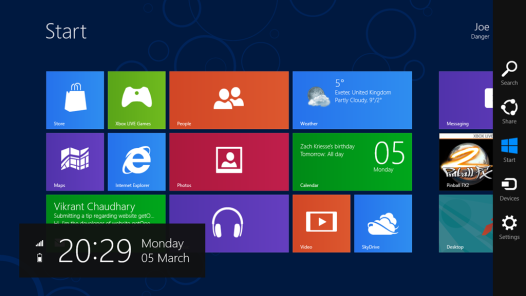 Start
Joe
Danger
Store
Xbox LIVE Games
People
5°
Exeter, United Kingdom
Partly Cloudy, 9°/2°
Weather
Messaging
Maps
Internet Explorer
Photos
Zach Kriesse's birthday
Tomorrow: All day
05
Monday
Calendar
Pinball FX2
Vikrant Chaudhary
Submitting a tip regarding website getO...
Video
SkyDrive
Desktop
20:29
Monday
05 March
Search
Share
Start
Devices
Settings